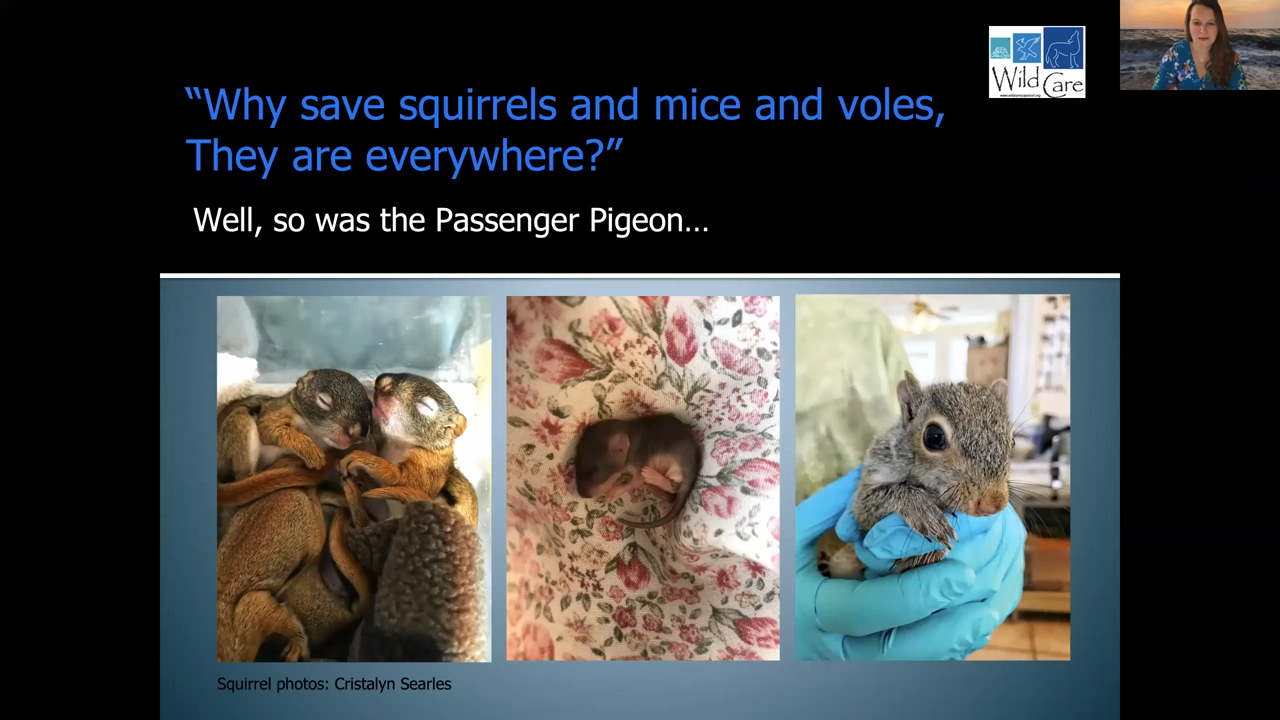 “Why save squirrels and mice and voles,
They are everywhere?”
Well, so was the Passenger Pigeon...
Wild Care
Squirrel photos: Cristalyn Searles